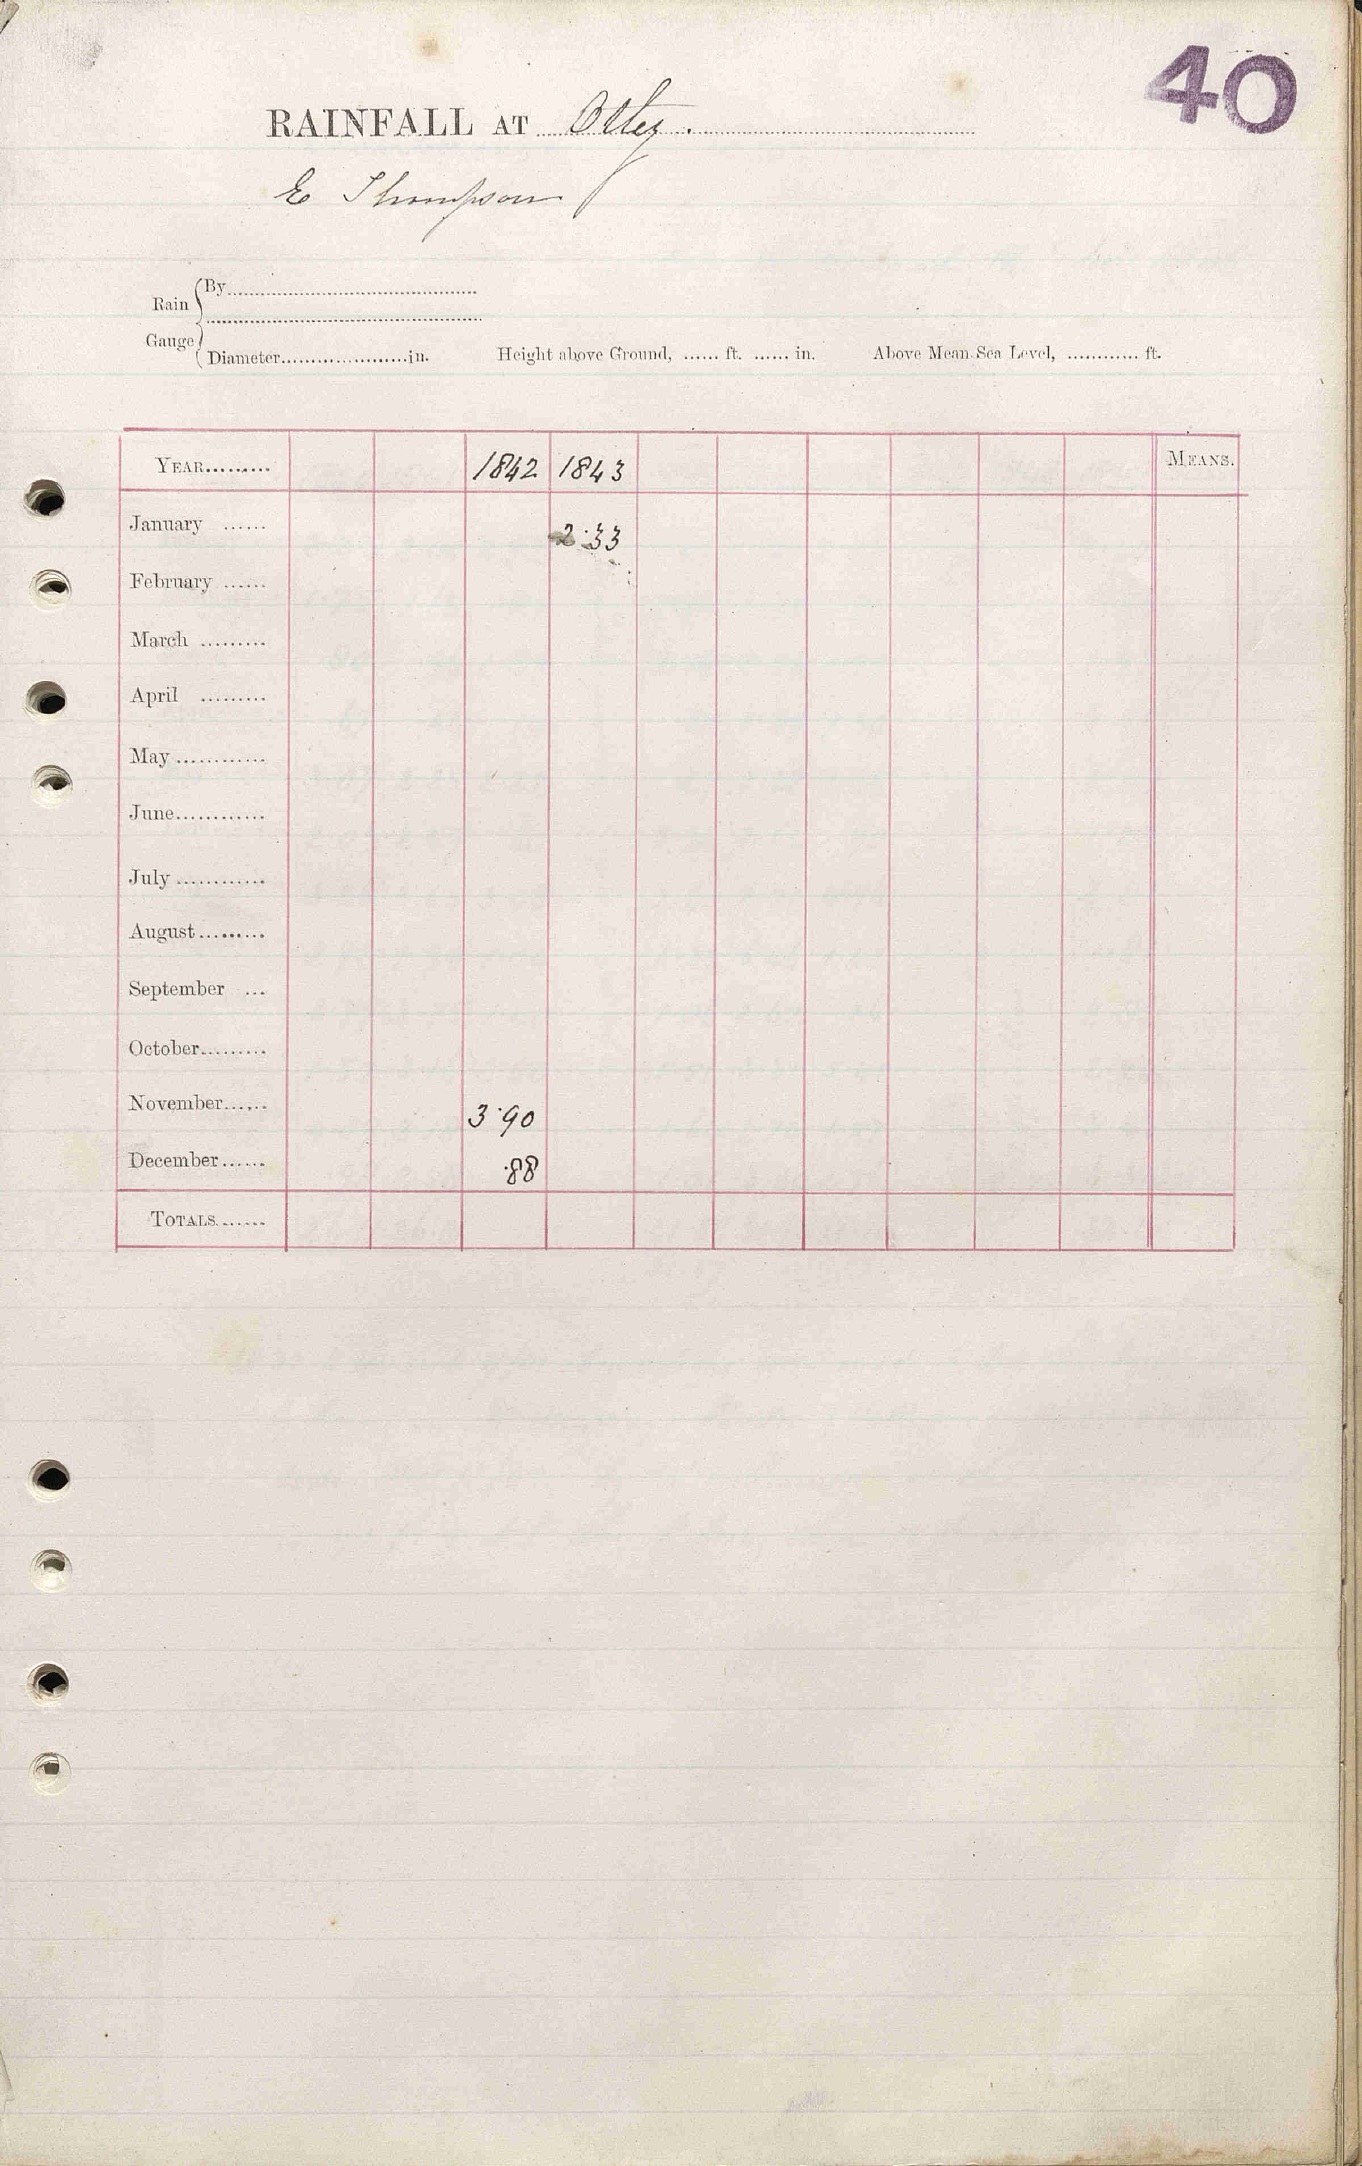 40
RAINFALL AT Otley.
E Thompson
Rain Gauge { By
Diameter in. Height above Ground, ft. in. Above Mean Sea Level, ft.
YEAR 1842 1843 MEANS.
January 2.33
February
March
April
May
June
July
August
September
October
November 3.90
December .88
TOTALS